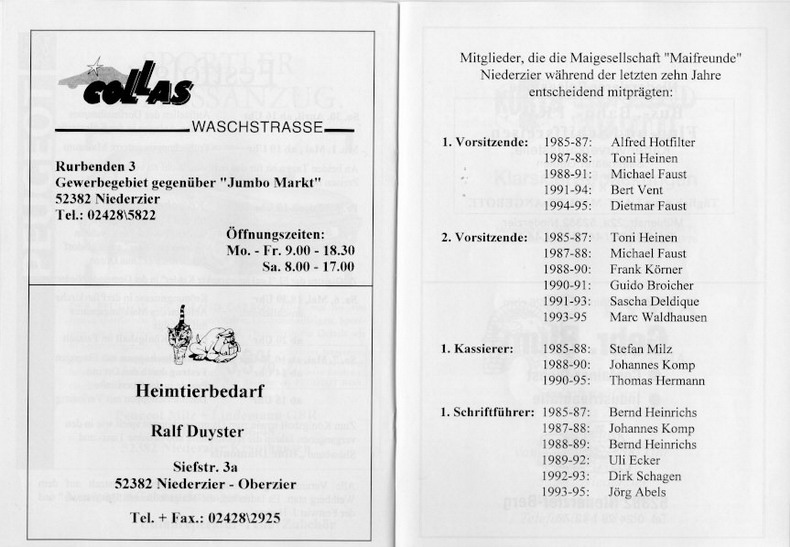 COLLAS
WASCHSTRASSE
Rurbenden 3
Gewerbegebiet gegenüber "Jumbo Markt"
52382 Niederzier
Tel.: 02428\5822
Öffnungszeiten:
Mo. - Fr. 9.00 - 18.30
Sa. 8.00 - 17.00
Heimtierbedarf
Ralf Duyster
Siefstr. 3a
52382 Niederzier - Oberzier
Tel. + Fax.: 02428\2925
Mitglieder, die die Maigesellschaft "Maifreunde"
Niederzier während der letzten zehn Jahre
entscheidend mitprägten:
1. Vorsitzende: 1985-87: Alfred Hotfilter
1987-88: Toni Heinen
1988-91: Michael Faust
1991-94: Bert Vent
1994-95: Dietmar Faust
2. Vorsitzende: 1985-87: Toni Heinen
1987-88: Michael Faust
1988-90: Frank Körner
1990-91: Guido Broicher
1991-93: Sascha Deldique
1993-95 Marc Waldhausen
1. Kassierer: 1985-88: Stefan Milz
1988-90: Johannes Komp
1990-95: Thomas Hermann
1. Schriftführer: 1985-87: Bernd Heinrichs
1987-88: Johannes Komp
1988-89: Bernd Heinrichs
1989-92: Uli Ecker
1992-93: Dirk Schagen
1993-95: Jörg Abels